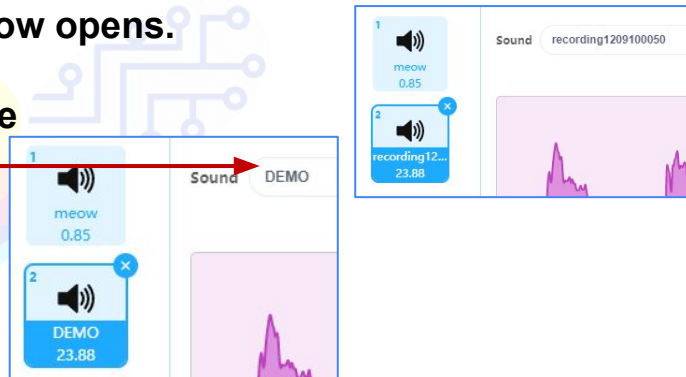 ow opens.
e
1
meow
0.85
2
DEMO
23.88
Sound DEMO
1
meow
0.85
2
recording12...
23.88
Sound recording1209100050